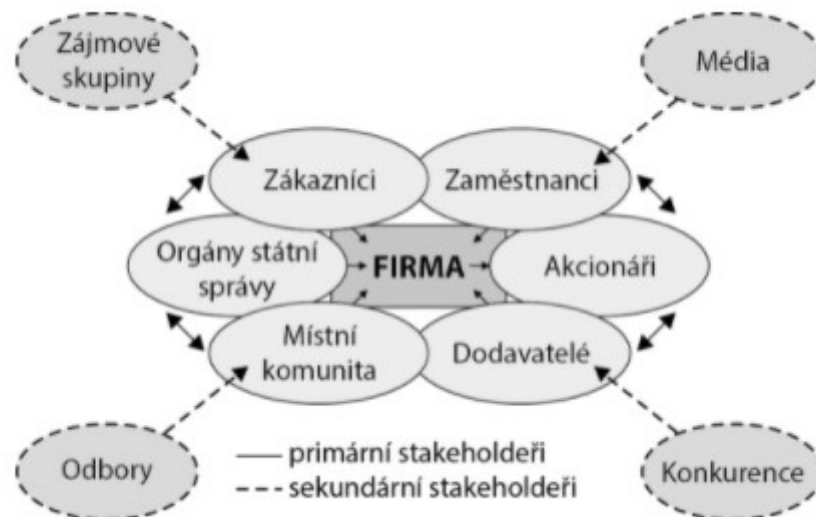 Zájmové
skupiny
Média
Zákazníci
Zaměstnanci
Orgány státní
správy
FIRMA
Akcionáři
Místní
komunita
Dodavatelé
Odbory
primární stakeholdeři
sekundární stakeholdeři
Konkurence